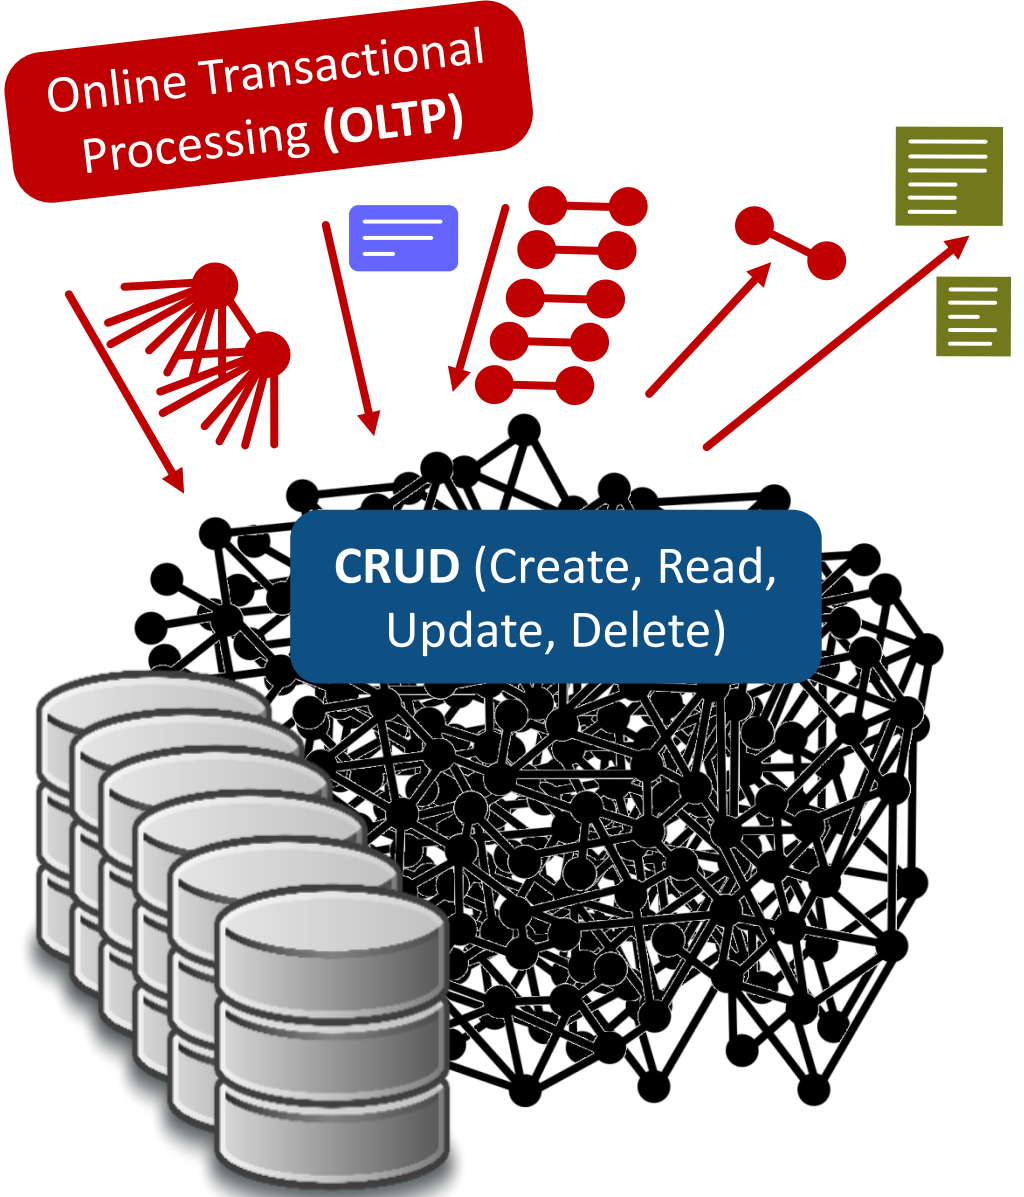 Online Transactional
Processing (OLTP)
CRUD (Create, Read,
Update, Delete)